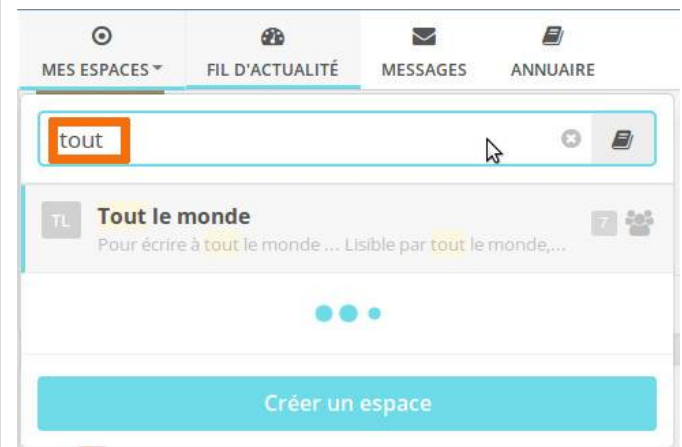 MES ESPACES FIL D'ACTUALITÉ MESSAGES ANNUAIRE
tout
TL Tout le monde 7
Pour écrire à tout le monde ... Lisible par tout le monde,...
Créer un espace